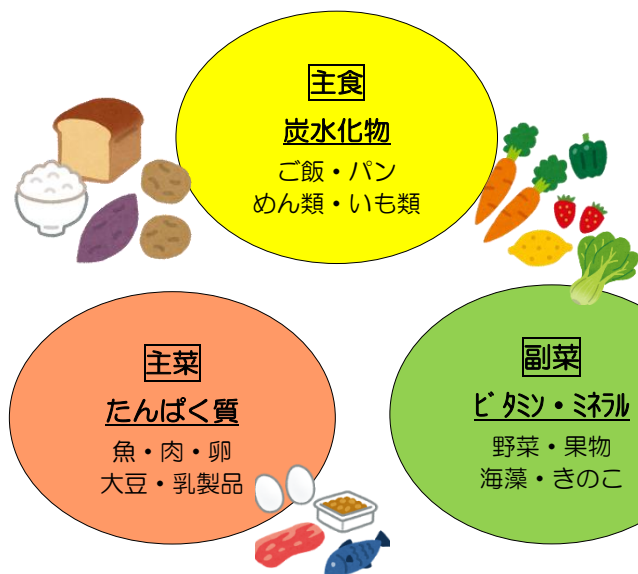 主食
炭水化物
ご飯・パン
めん類・いも類
主菜
たんぱく質
魚・肉・卵
大豆・乳製品
副菜
ﾋﾞﾀﾐﾝ・ﾐﾈﾗﾙ
野菜・果物
海藻・きのこ